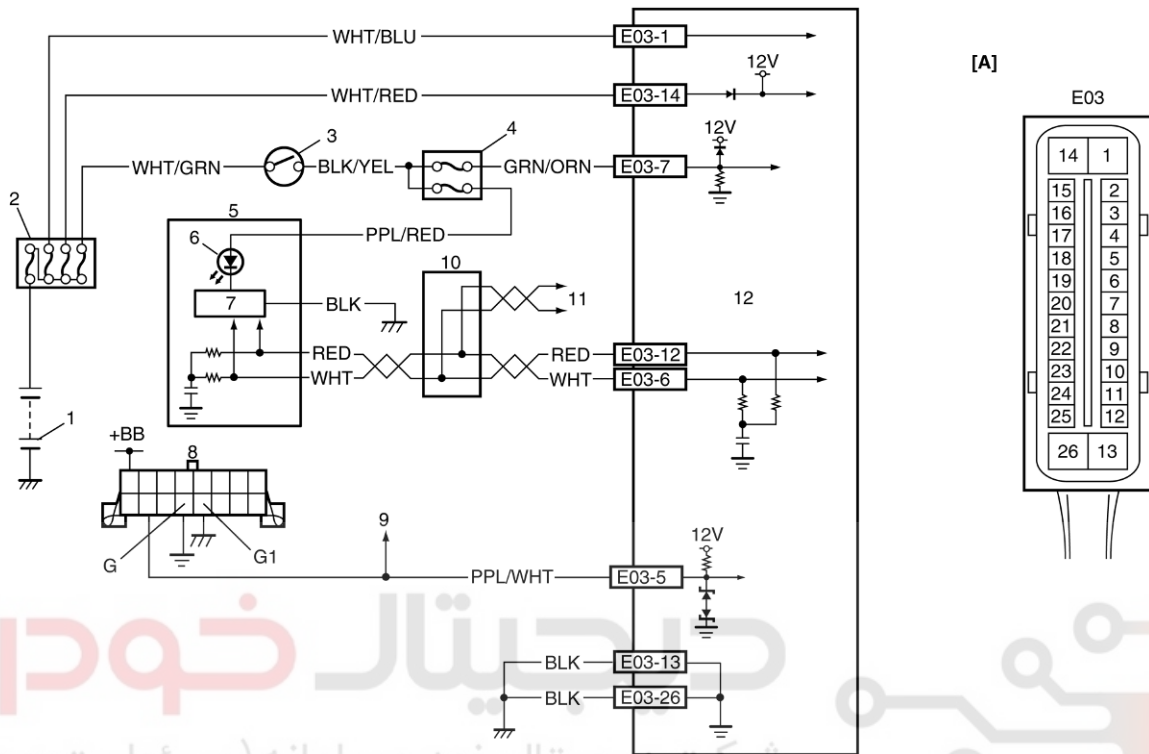 WHT/BLU E03-1
[A]
12V
E03
WHT/RED E03-14
12V
3 4
WHT/GRN BLK/YEL GRN/ORN E03-7
14 1
2
5
15 2
16 3
17 4
18 5
19 6
20 7
21 8
22 9
23 10
24 11
25 12
26 13
6
PPL/RED
10
7 BLK
11 12
RED RED E03-12
WHT WHT E03-6
1
+BB
8
9
12V
G G1
PPL/WHT E03-5
دیجیتال خودر
BLK E03-13
BLK E03-26